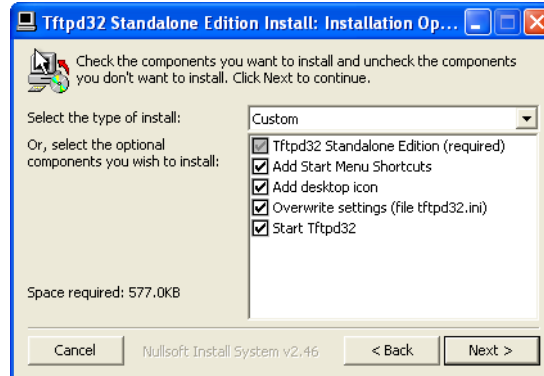 Tftpd32 Standalone Edition Install: Installation Op...
Check the components you want to install and uncheck the components
you don't want to install. Click Next to continue.
Select the type of install:
Custom
Or, select the optional
components you wish to install:
Tftpd32 Standalone Edition (required)
Add Start Menu Shortcuts
Add desktop icon
Overwrite settings (file tftpd32.ini)
Start Tftpd32
Space required: 577.0KB
Cancel
Nullsoft Install System v2.46
< Back
Next >